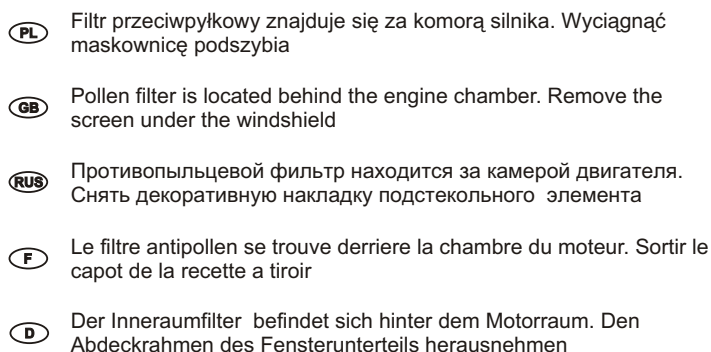 PL Filtr przeciwpyłkowy znajduje się za komorą silnika. Wyciągnąć
maskownicę podszybia
GB Pollen filter is located behind the engine chamber. Remove the
screen under the windshield
RUS Противопыльцевой фильтр находится за камерой двигателя.
Снять декоративную накладку подстекольного элемента
F Le filtre antipollen se trouve derriere la chambre du moteur. Sortir le
capot de la recette a tiroir
D Der Inneraumfilter befindet sich hinter dem Motorraum. Den
Abdeckrahmen des Fensterunterteils herausnehmen